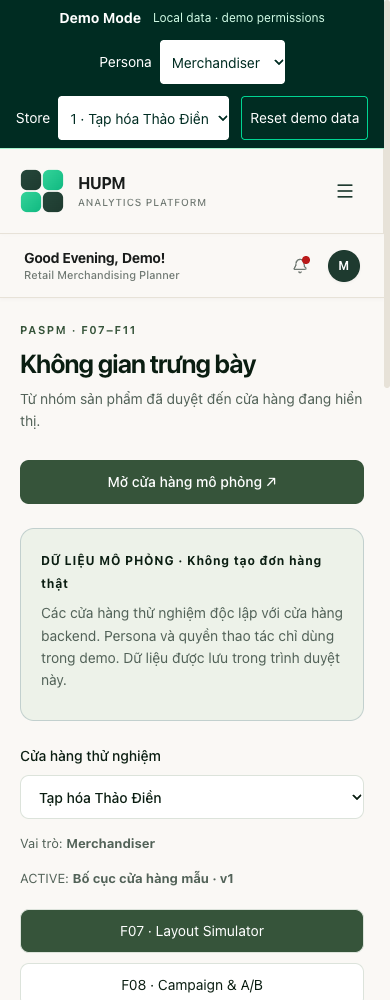 Demo Mode Local data · demo permissions
Persona Merchandiser
Store 1 · Tạp hóa Thảo Điền Reset demo data
HUPM
ANALYTICS PLATFORM
Good Evening, Demo!
Retail Merchandising Planner
M
PASPM · F07–F11
Không gian trưng bày
Từ nhóm sản phẩm đã duyệt đến cửa hàng đang hiển
thị.
Mở cửa hàng mô phỏng ↗
DỮ LIỆU MÔ PHỎNG · Không tạo đơn hàng
thật
Các cửa hàng thử nghiệm độc lập với cửa hàng
backend. Persona và quyền thao tác chỉ dùng
trong demo. Dữ liệu được lưu trong trình duyệt
này.
Cửa hàng thử nghiệm
Tạp hóa Thảo Điền
Vai trò: Merchandiser
ACTIVE: Bố cục cửa hàng mẫu · v1
F07 · Layout Simulator
F08 · Campaign & A/B